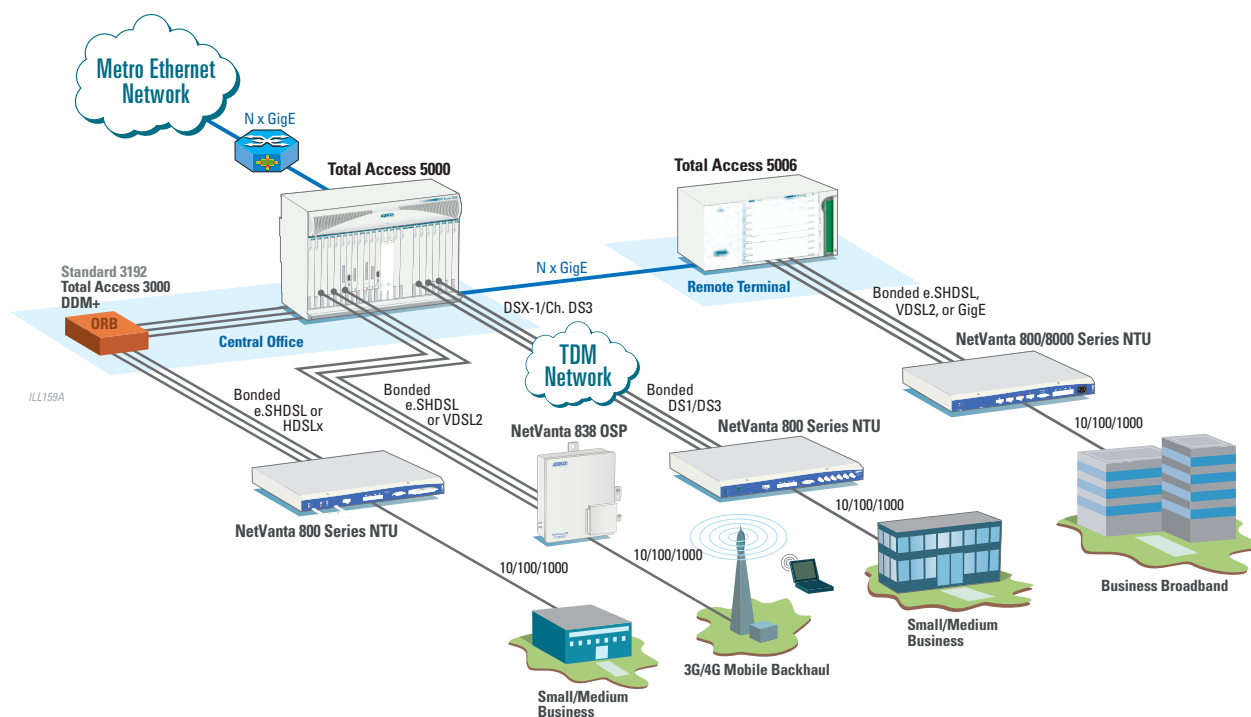 Metro Ethernet
Network
N x GigE
Total Access 5000
Total Access 5006
Standard 3192
Total Access 3000
DDM+
ORB
Central Office
N x GigE
Remote Terminal
DSX-1/Ch. DS3
Bonded e.SHDSL,
VDSL2, or GigE
NetVanta 800/8000 Series NTU
TDM
Network
ILL159A
Bonded
e.SHDSL or
HDSLx
Bonded
e.SHDSL
or VDSL2
Bonded
DS1/DS3
NetVanta 838 OSP
NetVanta 800 Series NTU
10/100/1000
NetVanta 800 Series NTU
10/100/1000
10/100/1000
10/100/1000
Business Broadband
Small/Medium
Business
3G/4G Mobile Backhaul
Small/Medium
Business